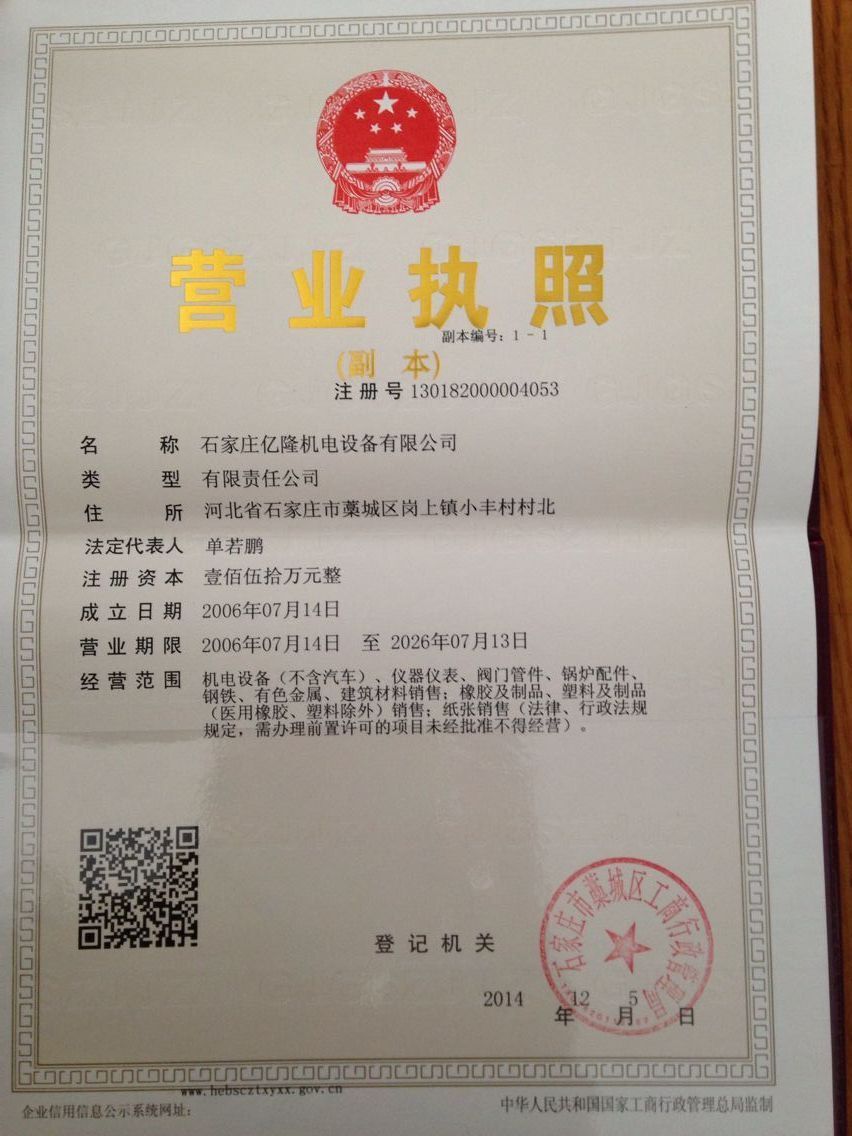 营业执照
副本编号：1-1
(副 本)
注册号 130182000004053
名 称 石家庄亿隆机电设备有限公司
类 型 有限责任公司
住 所 河北省石家庄市藁城区岗上镇小丰村村北
法定代表人 单若鹏
注册资本 壹佰伍拾万元整
成立日期 2006年07月14日
营业期限 2006年07月14日 至 2026年07月13日
经营范围 机电设备（不含汽车）、仪器仪表、阀门管件、锅炉配件、
钢铁、有色金属、建筑材料销售；橡胶及制品、塑料及制品
（医用橡胶、塑料除外）销售；纸张销售（法律、行政法规
规定，需办理前置许可的项目未经批准不得经营）。
石家庄市藁城区工商行政管理局
登记机关
2014年12月5日
www.hebscztxyxx.gov.cn
企业信用信息公示系统网址：
中华人民共和国国家工商行政管理总局监制